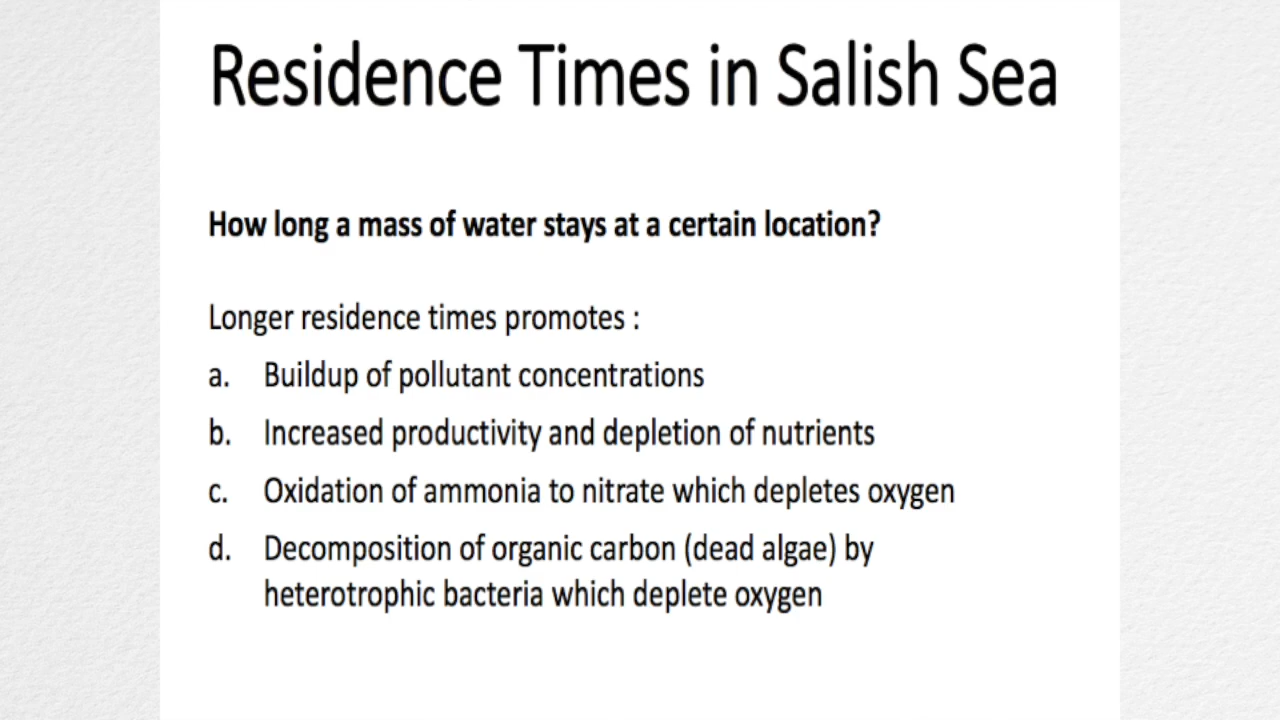 Residence Times in Salish Sea
How long a mass of water stays at a certain location?
Longer residence times promotes :
a. Buildup of pollutant concentrations
b. Increased productivity and depletion of nutrients
c. Oxidation of ammonia to nitrate which depletes oxygen
d. Decomposition of organic carbon (dead algae) by
heterotrophic bacteria which deplete oxygen